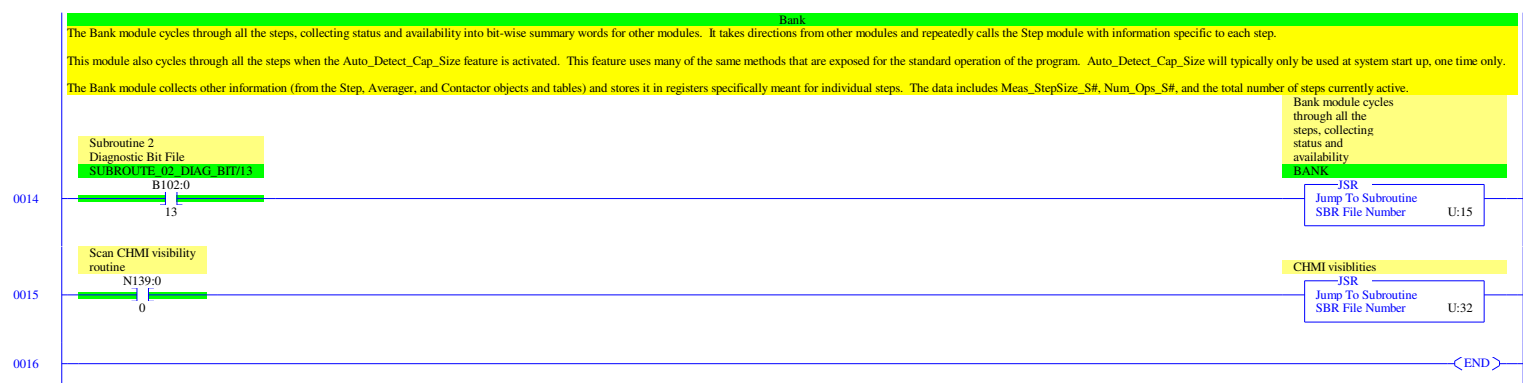 Bank
The Bank module cycles through all the steps, collecting status and availability into bit-wise summary words for other modules. It takes directions from other modules and repeatedly calls the Step module with information specific to each step.
This module also cycles through all the steps when the Auto_Detect_Cap_Size feature is activated. This feature uses many of the same methods that are exposed for the standard operation of the program. Auto_Detect_Cap_Size will typically only be used at system start up, one time only.
The Bank module collects other information (from the Step, Averager, and Contactor objects and tables) and stores it in registers specifically meant for individual steps. The data includes Meas_StepSize_S#, Num_Ops_S#, and the total number of steps currently active.
Bank module cycles
through all the
steps, collecting
status and
availability
BANK
Subroutine 2
Diagnostic Bit File
SUBROUTE_02_DIAG_BIT/13
B102:0
13
0014
JSR
Jump To Subroutine
SBR File Number U:15
Scan CHMI visibility
routine
N139:0
0
0015
CHMI visiblities
JSR
Jump To Subroutine
SBR File Number U:32
0016
END